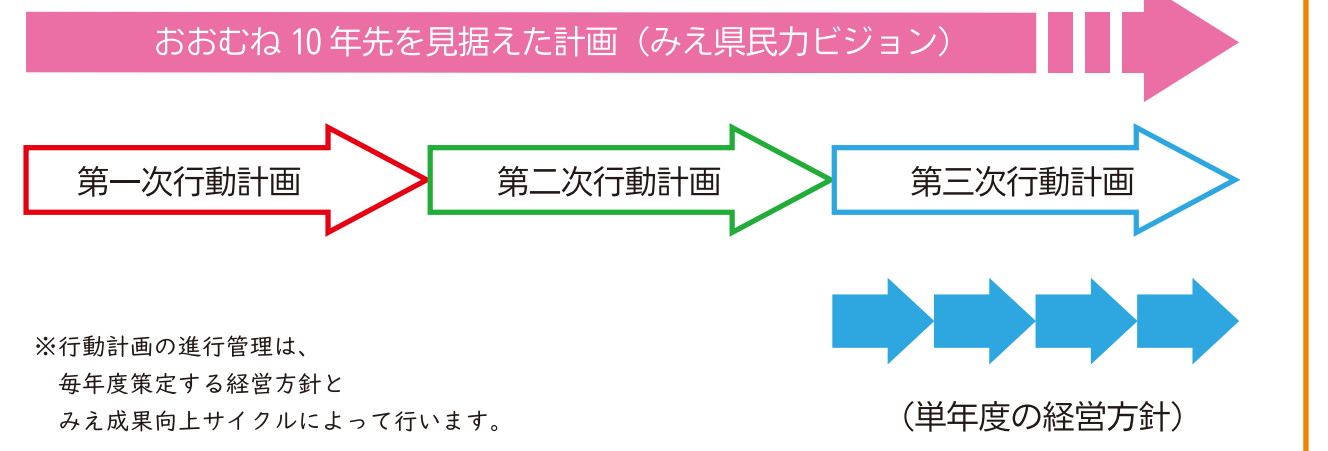 おおむね 10 年先を見据えた計画（みえ県民力ビジョン）
第一次行動計画
第二次行動計画
第三次行動計画
※行動計画の進行管理は、
毎年度策定する経営方針と
みえ成果向上サイクルによって行います。
（単年度の経営方針）